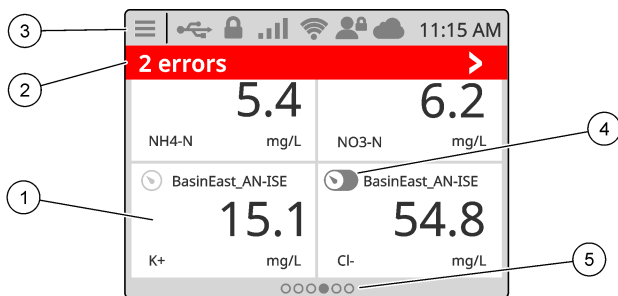 3
11:15 AM
2
2 errors
5.4
6.2
NH4-N mg/L
NO3-N mg/L
4
1
BasinEast_AN-ISE
BasinEast_AN-ISE
15.1
54.8
K+ mg/L
Cl- mg/L
5